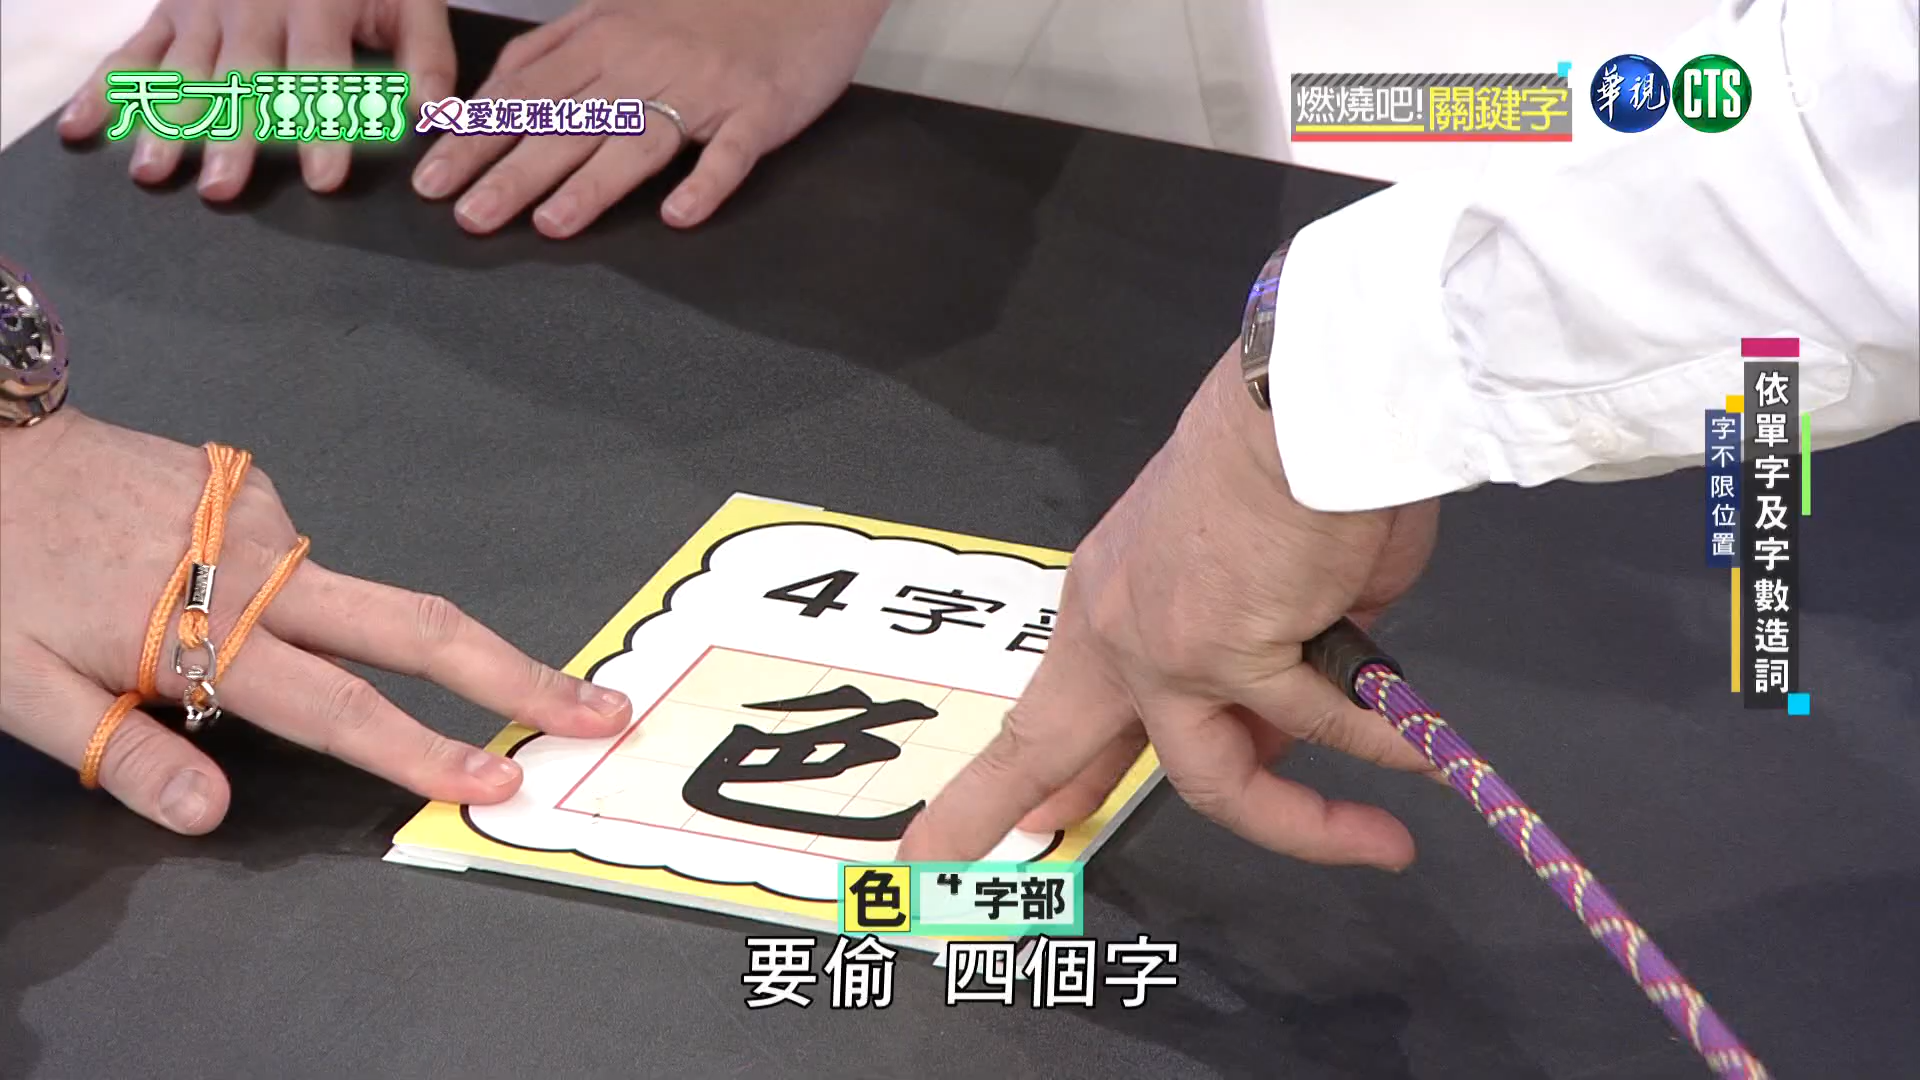 天才衝衝衝
愛妮雅化妝品
燃燒吧!關鍵字
華視 CTS
依單字及字數造詞
字不限位置
4字部
色
色 4字部
要偷 四個字